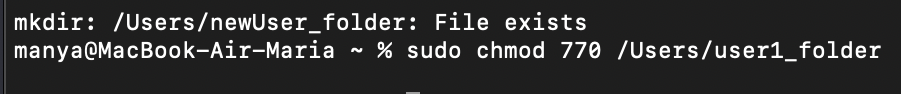 mkdir: /Users/newUser_folder: File exists
manya@MacBook-Air-Maria ~ % sudo chmod 770 /Users/user1_folder